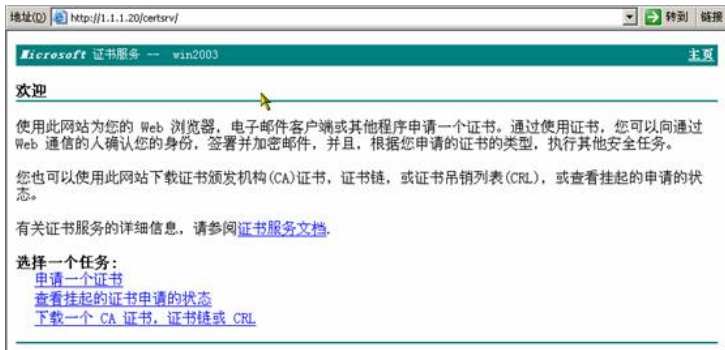 地址(D) http://1.1.1.20/certsrv/ 转到 链接
Microsoft 证书服务 -- win2003 主页
欢迎
使用此网站为您的 Web 浏览器，电子邮件客户端或其他程序申请一个证书。通过使用证书，您可以向通过
Web 通信的人确认您的身份，签署并加密邮件，并且，根据您申请的证书的类型，执行其他安全任务。
您也可以使用此网站下载证书颁发机构(CA)证书，证书链，或证书吊销列表(CRL)，或查看挂起的申请的状
态。
有关证书服务的详细信息，请参阅证书服务文档.
选择一个任务:
申请一个证书
查看挂起的证书申请的状态
下载一个 CA 证书，证书链或 CRL